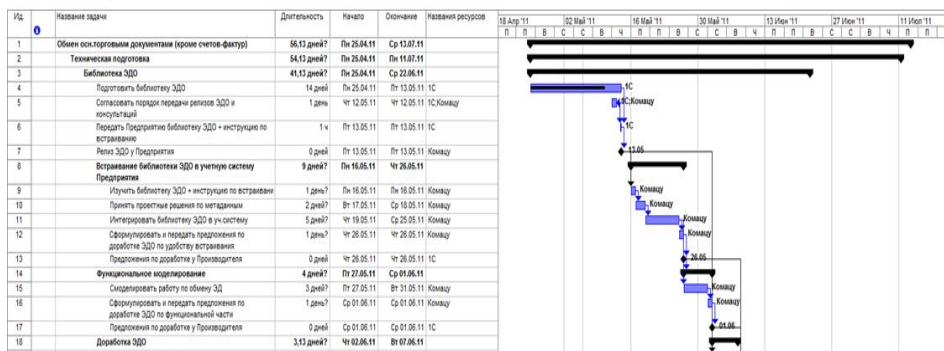 Ид. Название задачи Длительность Начало Окончание Названия ресурсов 18 Апр '11 02 Май '11 16 Май '11 30 Май '11 13 Июн '11 27 Июн '11 11 Июл '11
П П В С С В Ч П П В С С В Ч П П
1 Обмен осн.торговыми документами (кроме счетов-фактур) 56,13 дней? Пн 25.04.11 Ср 13.07.11
2 Техническая подготовка 54,13 дней? Пн 25.04.11 Пн 11.07.11
3 Библиотека ЭДО 41,13 дней? Пн 25.04.11 Ср 22.06.11
4 Подготовить библиотеку ЭДО 14 дней Пн 25.04.11 Пт 13.05.11 1С 1С
5 Согласовать порядок передачи релизов ЭДО и 1 день Чт 12.05.11 Чт 12.05.11 1С;Комацу 1С;Комацу
консультаций
6 Передать Предприятию библиотеку ЭДО + инструкцию по 1 ч Пт 13.05.11 Пт 13.05.11 1С 1С
встраиванию
7 Релиз ЭДО у Предприятия 0 дней Пт 13.05.11 Пт 13.05.11 Комацу 13.05
8 Встраивание библиотеки ЭДО в учетную систему 9 дней? Пн 16.05.11 Чт 26.05.11
Предприятия
9 Изучить библиотеку ЭДО + инструкцию по встраивани 1 день? Пн 16.05.11 Пн 16.05.11 Комацу Комацу
10 Принять проектные решения по метаданным 2 дней? Вт 17.05.11 Ср 18.05.11 Комацу Комацу
11 Интегрировать библиотеку ЭДО в уч.систему 5 дней? Чт 19.05.11 Ср 25.05.11 Комацу Комацу
12 Сформулировать и передать предложения по 1 день? Чт 26.05.11 Чт 26.05.11 Комацу Комацу
доработке ЭДО по удобству встраивания
13 Предложения по доработке у Производителя 0 дней Чт 26.05.11 Чт 26.05.11 1С 26.05
14 Функциональное моделирование 4 дней? Пт 27.05.11 Ср 01.06.11
15 Смоделировать работу по обмену ЭД 3 дней? Пт 27.05.11 Вт 31.05.11 Комацу Комацу
16 Сформулировать и передать предложения по 1 день? Ср 01.06.11 Ср 01.06.11 Комацу Комацу
доработке ЭДО по функциональной части
17 Предложения по доработке у Производителя 0 дней Ср 01.06.11 Ср 01.06.11 1С 01.06
18 Доработка ЭДО 3,13 дней? Чт 02.06.11 Вт 07.06.11